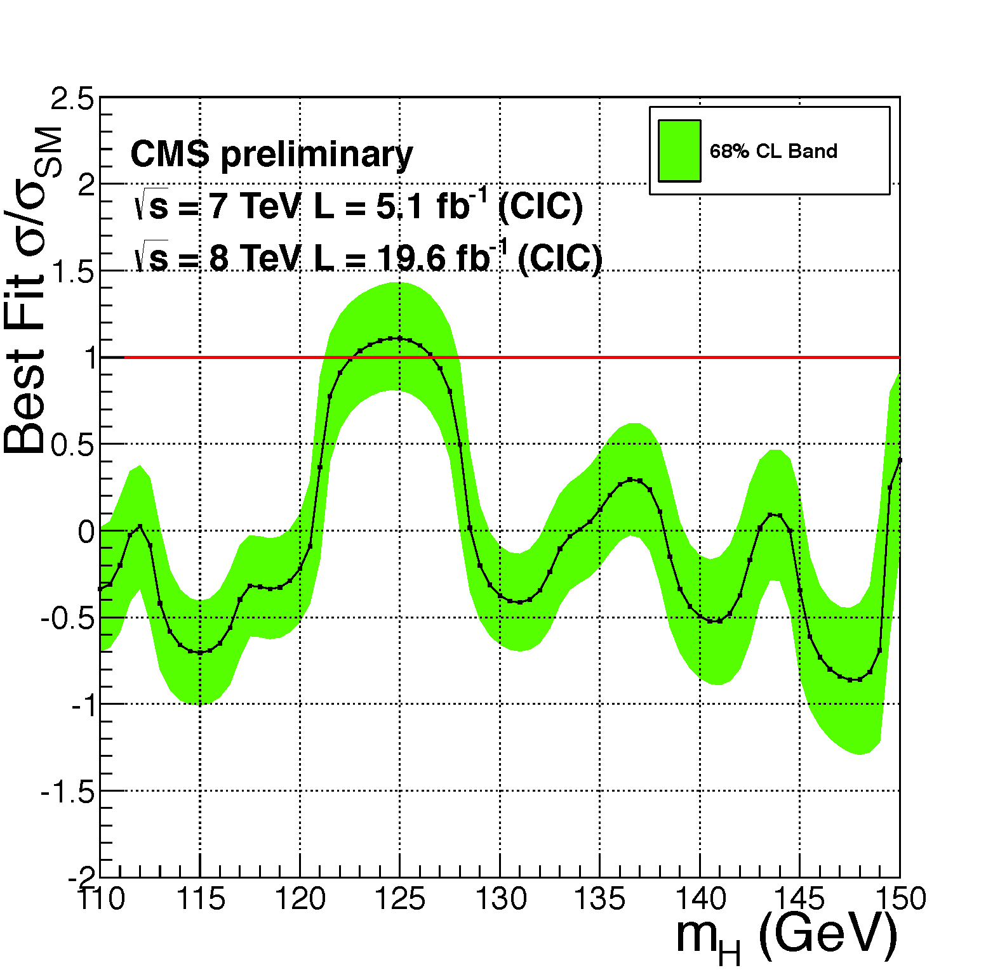 Best Fit σ/σSM
2.5
2
1.5
1
0.5
0
-0.5
-1
-1.5
-2
CMS preliminary
√s = 7 TeV L = 5.1 fb-1 (CIC)
√s = 8 TeV L = 19.6 fb-1 (CIC)
68% CL Band
110 115 120 125 130 135 140 145 150
mH (GeV)